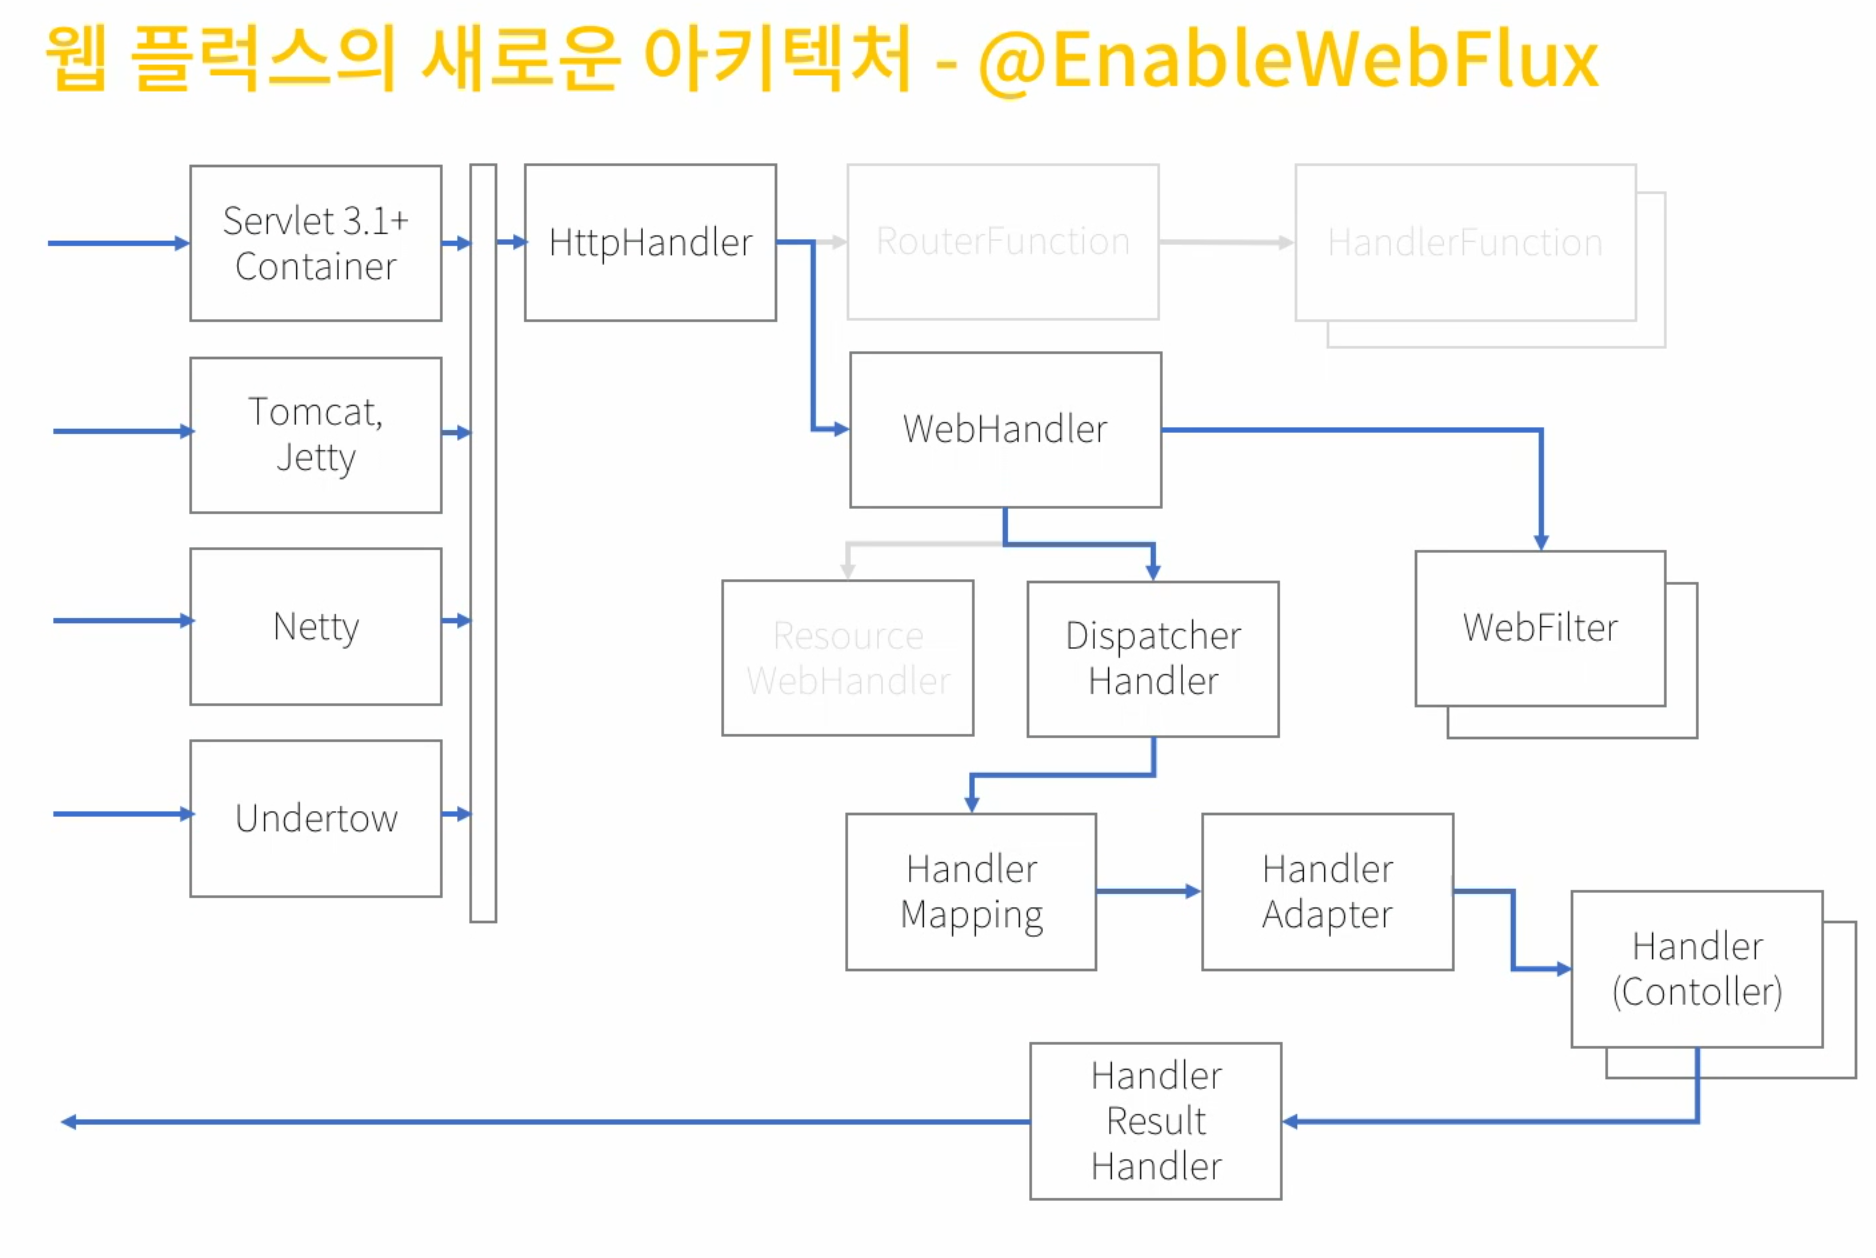 웹 플럭스의 새로운 아키텍처 - @EnableWebFlux
Servlet 3.1+
Container
HttpHandler
RouterFunction
HandlerFunction
Tomcat,
Jetty
WebHandler
Netty
Resource
WebHandler
Dispatcher
Handler
WebFilter
Undertow
Handler
Mapping
Handler
Adapter
Handler
(Contoller)
Handler
Result
Handler